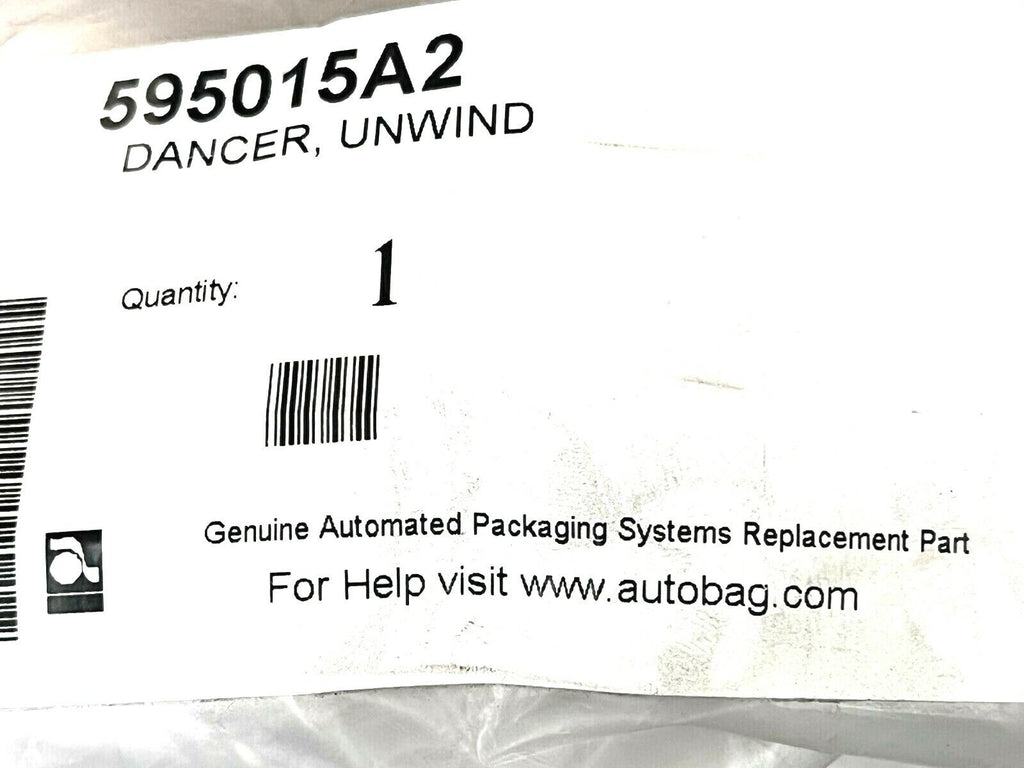 595015A2
DANCER, UNWIND
Quantity: 1
Genuine Automated Packaging Systems Replacement Part
For Help visit www.autobag.com